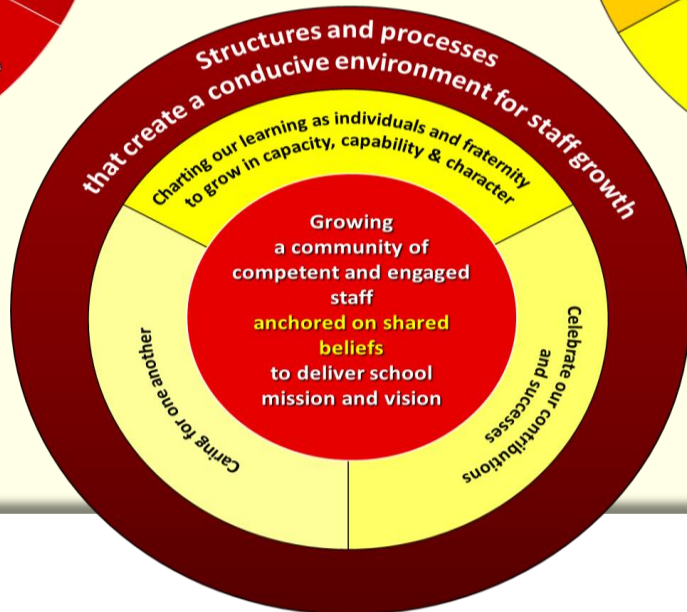 Structures and processes
that create a conducive environment for staff growth
Charting our learning as individuals and fraternity
to grow in capacity, capability & character
Growing
a community of
competent and engaged
staff
anchored on shared
beliefs
to deliver school
mission and vision
Caring for one another
Celebrate our contributions
and successes